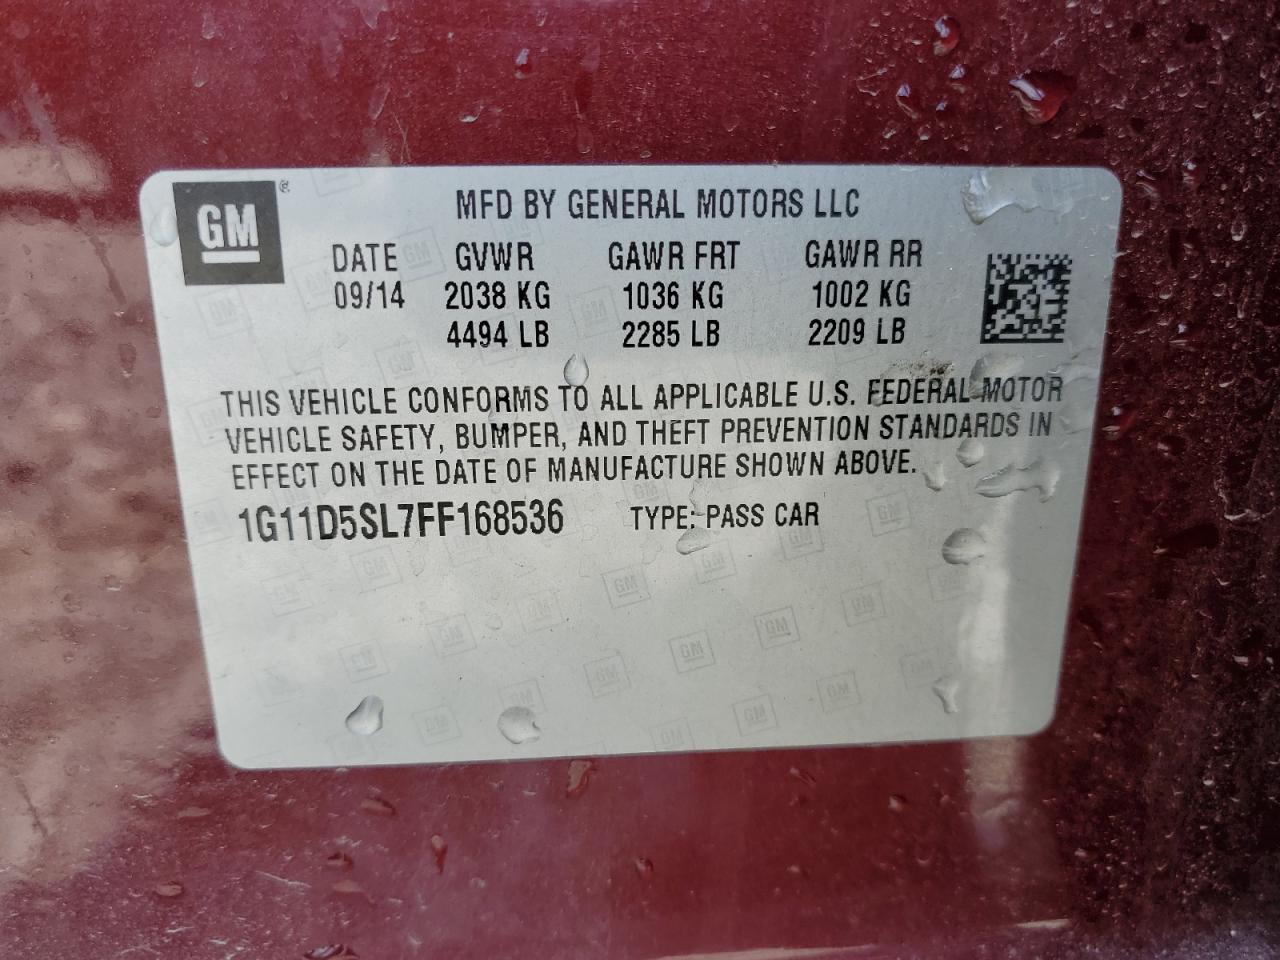 GM ®
MFD BY GENERAL MOTORS LLC
DATE GVWR GAWR FRT GAWR RR
09/14 2038 KG 1036 KG 1002 KG
4494 LB 2285 LB 2209 LB
THIS VEHICLE CONFORMS TO ALL APPLICABLE U.S. FEDERAL MOTOR
VEHICLE SAFETY, BUMPER, AND THEFT PREVENTION STANDARDS IN
EFFECT ON THE DATE OF MANUFACTURE SHOWN ABOVE.
1G11D5SL7FF168536 TYPE: PASS CAR